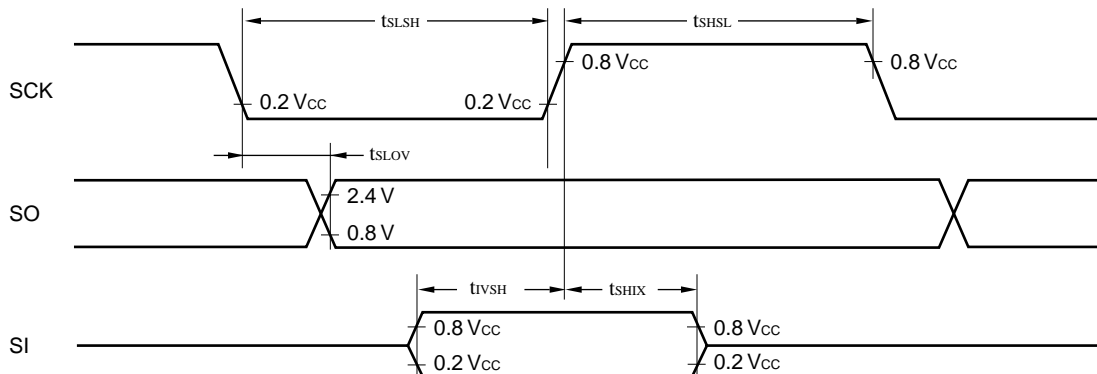 tSLSH
tSHSL
SCK
0.8 VCC
0.8 VCC
0.2 VCC
0.2 VCC
tSLOV
SO
2.4 V
0.8 V
tIVSH
tSHIX
SI
0.8 VCC
0.8 VCC
0.2 VCC
0.2 VCC